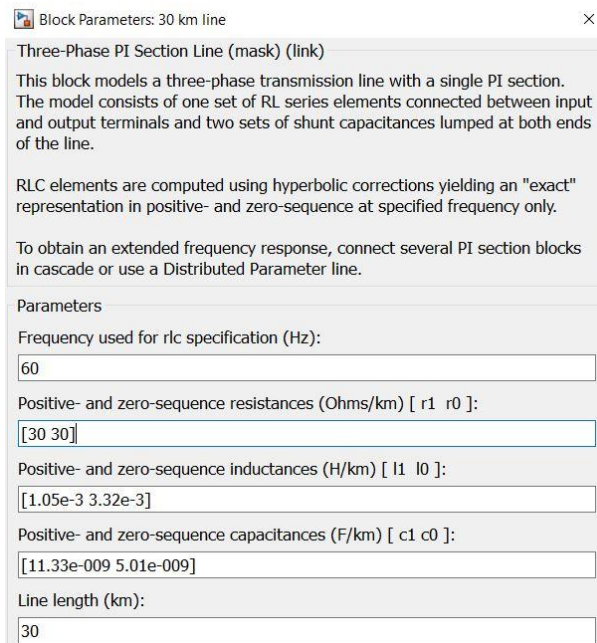 Block Parameters: 30 km line
Three-Phase PI Section Line (mask) (link)
This block models a three-phase transmission line with a single PI section.
The model consists of one set of RL series elements connected between input
and output terminals and two sets of shunt capacitances lumped at both ends
of the line.
RLC elements are computed using hyperbolic corrections yielding an "exact"
representation in positive- and zero-sequence at specified frequency only.
To obtain an extended frequency response, connect several PI section blocks
in cascade or use a Distributed Parameter line.
Parameters
Frequency used for rlc specification (Hz):
60
Positive- and zero-sequence resistances (Ohms/km) [ r1  r0 ]:
[30 30]
Positive- and zero-sequence inductances (H/km) [ l1  l0 ]:
[1.05e-3 3.32e-3]
Positive- and zero-sequence capacitances (F/km) [ c1 c0 ]:
[11.33e-009 5.01e-009]
Line length (km):
30